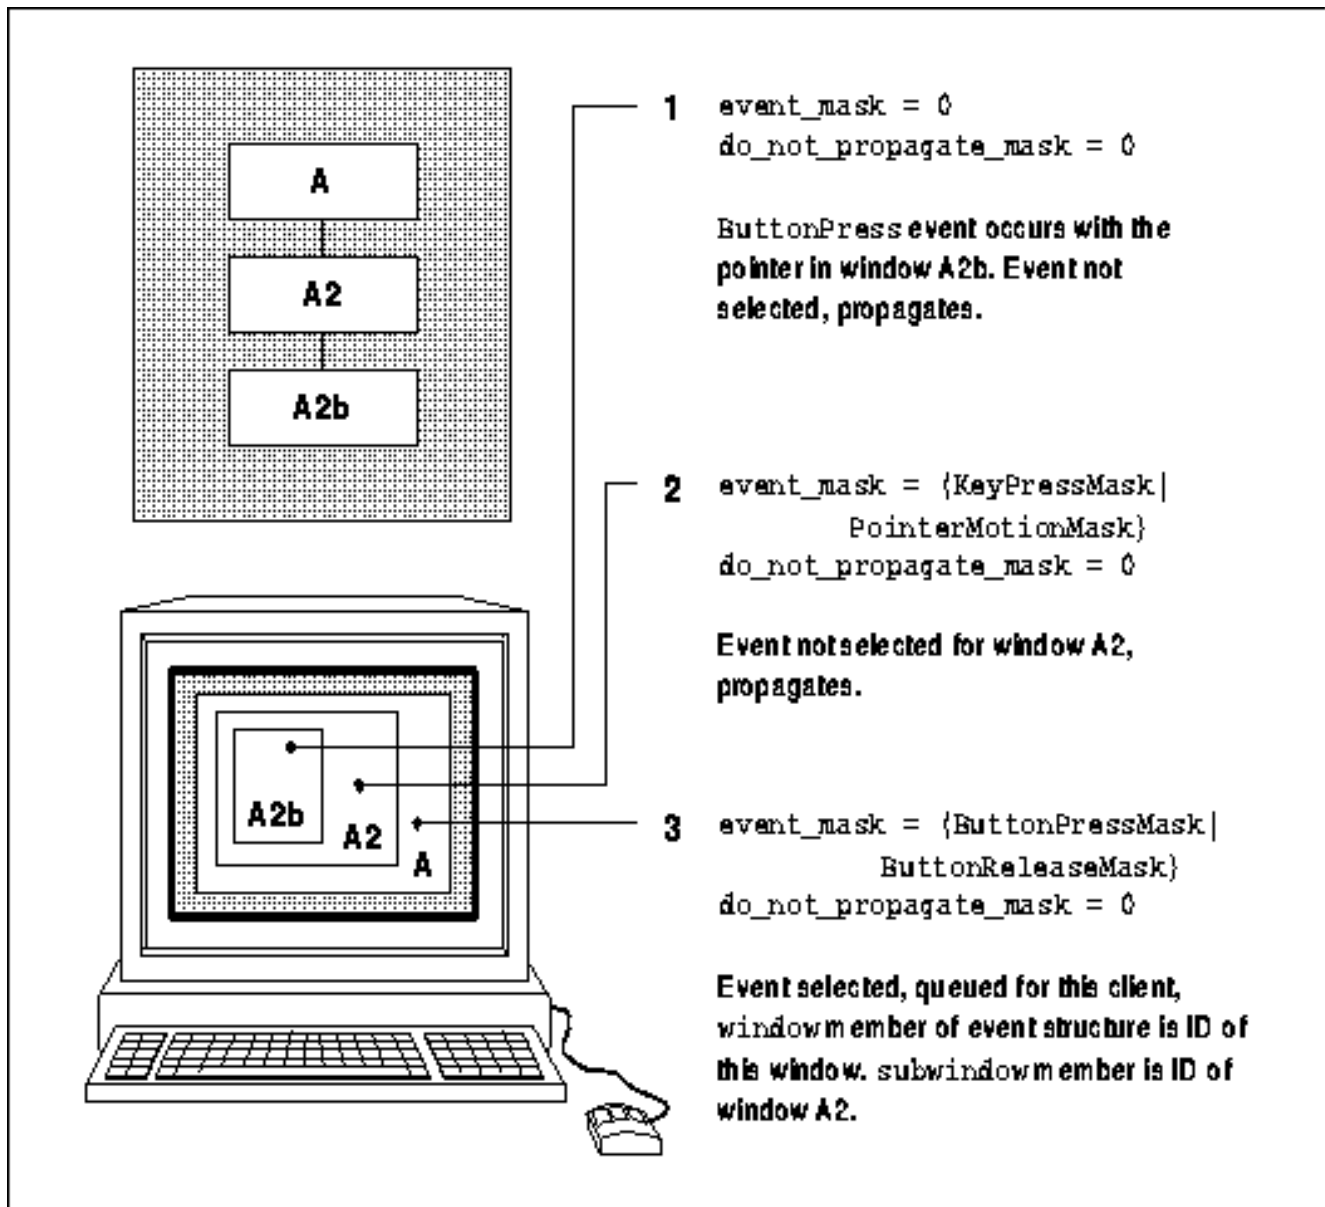 A
A2
A2b
1 event_mask = 0
do_not_propagate_mask = 0
ButtonPress event occurs with the
pointer in window A2b. Event not
selected, propagates.
2 event_mask = {KeyPressMask|
PointerMotionMask}
do_not_propagate_mask = 0
Event not selected for window A2,
propagates.
A2b
A2
A
3 event_mask = {ButtonPressMask|
ButtonReleaseMask}
do_not_propagate_mask = 0
Event selected, queued for this client,
window member of event structure is ID of
this window. subwindow member is ID of
window A2.